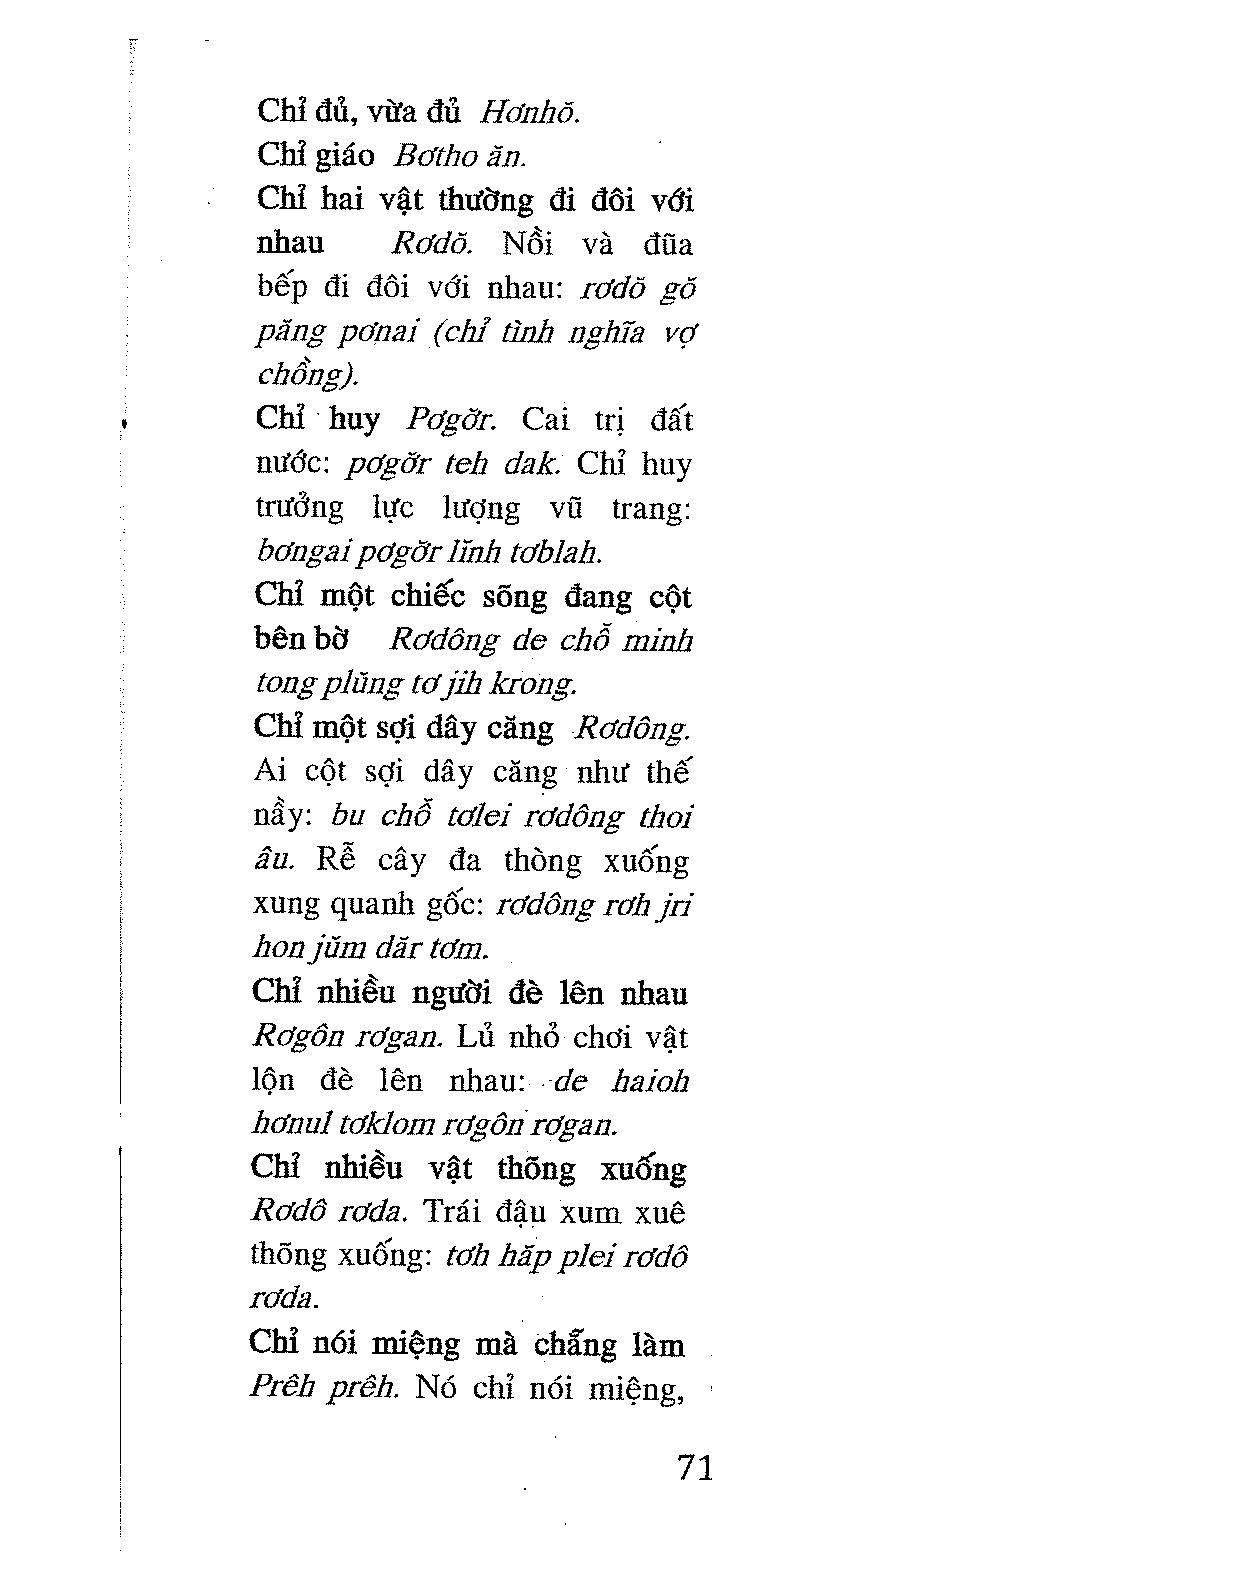 Chỉ đủ, vừa đủ Hơnhŏ.
Chỉ giáo Bơtho ăn.
Chỉ hai vật thường đi đôi với
nhau Rơdŏ. Nồi và đũa
bếp đi đôi với nhau: rơdŏ gŏ
păng pơnai (chỉ tình nghĩa vợ
chồng).
Chỉ huy Pơgơ̆r. Cai trị đất
nước: pơgơ̆r teh dak. Chỉ huy
trưởng lực lượng vũ trang:
bơngai pơgơ̆r lĭnh tơblah.
Chỉ một chiếc sõng đang cột
bên bờ Rơdông de chô̆ minh
tong plŭng tơ jih krong.
Chỉ một sợi dây căng Rơdông.
Ai cột sợi dây căng như thế
nầy: bu chô̆ tơlei rơdông thoi
âu. Rễ cây đa thòng xuống
xung quanh gốc: rơdông rơh jri
hon jŭm dăr tơm.
Chỉ nhiều người đè lên nhau
Rơgôn rơgan. Lủ nhỏ chơi vật
lộn đè lên nhau: de haioh
hơnul tơklom rơgôn rơgan.
Chỉ nhiều vật thõng xuống
Rơdô rơda. Trái đậu xum xuê
thõng xuống: tơh hăp plei rơdô
rơda.
Chỉ nói miệng mà chẵng làm
Prêh prêh. Nó chỉ nói miệng,
71